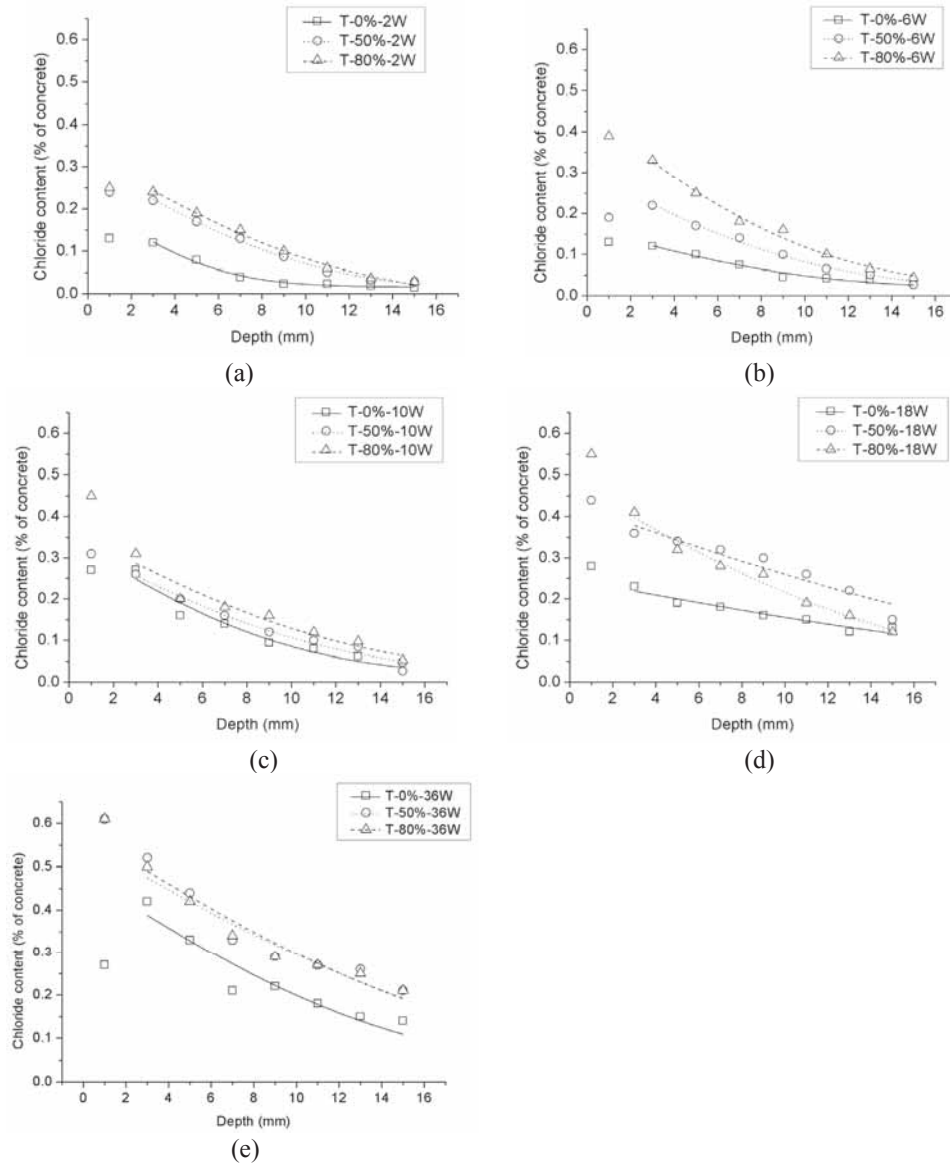 T-0%-2W
T-50%-2W
T-80%-2W
Chloride content (% of concrete)
0.6
0.5
0.4
0.3
0.2
0.1
0.0
0 2 4 6 8 10 12 14 16
Depth (mm)
(a)
T-0%-6W
T-50%-6W
T-80%-6W
Chloride content (% of concrete)
0.6
0.5
0.4
0.3
0.2
0.1
0.0
0 2 4 6 8 10 12 14 16
Depth (mm)
(b)
T-0%-10W
T-50%-10W
T-80%-10W
Chloride content (% of concrete)
0.6
0.5
0.4
0.3
0.2
0.1
0.0
0 2 4 6 8 10 12 14 16
Depth (mm)
(c)
T-0%-18W
T-50%-18W
T-80%-18W
Chloride content (% of concrete)
0.6
0.5
0.4
0.3
0.2
0.1
0.0
0 2 4 6 8 10 12 14 16
Depth (mm)
(d)
T-0%-36W
T-50%-36W
T-80%-36W
Chloride content (% of concrete)
0.6
0.5
0.4
0.3
0.2
0.1
0.0
0 2 4 6 8 10 12 14 16
Depth (mm)
(e)